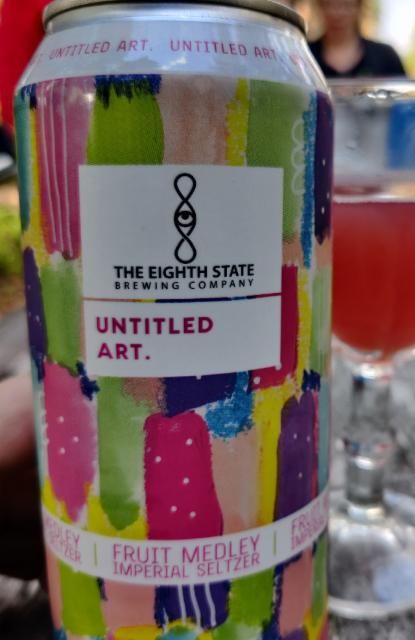 UNTITLED ART. UNTITLED ART.
THE EIGHTH STATE
BREWING COMPANY
UNTITLED
ART.
MEDLEY | FRUIT MEDLEY | FRUIT
SELTZER IMPERIAL SELTZER IMPERIAL